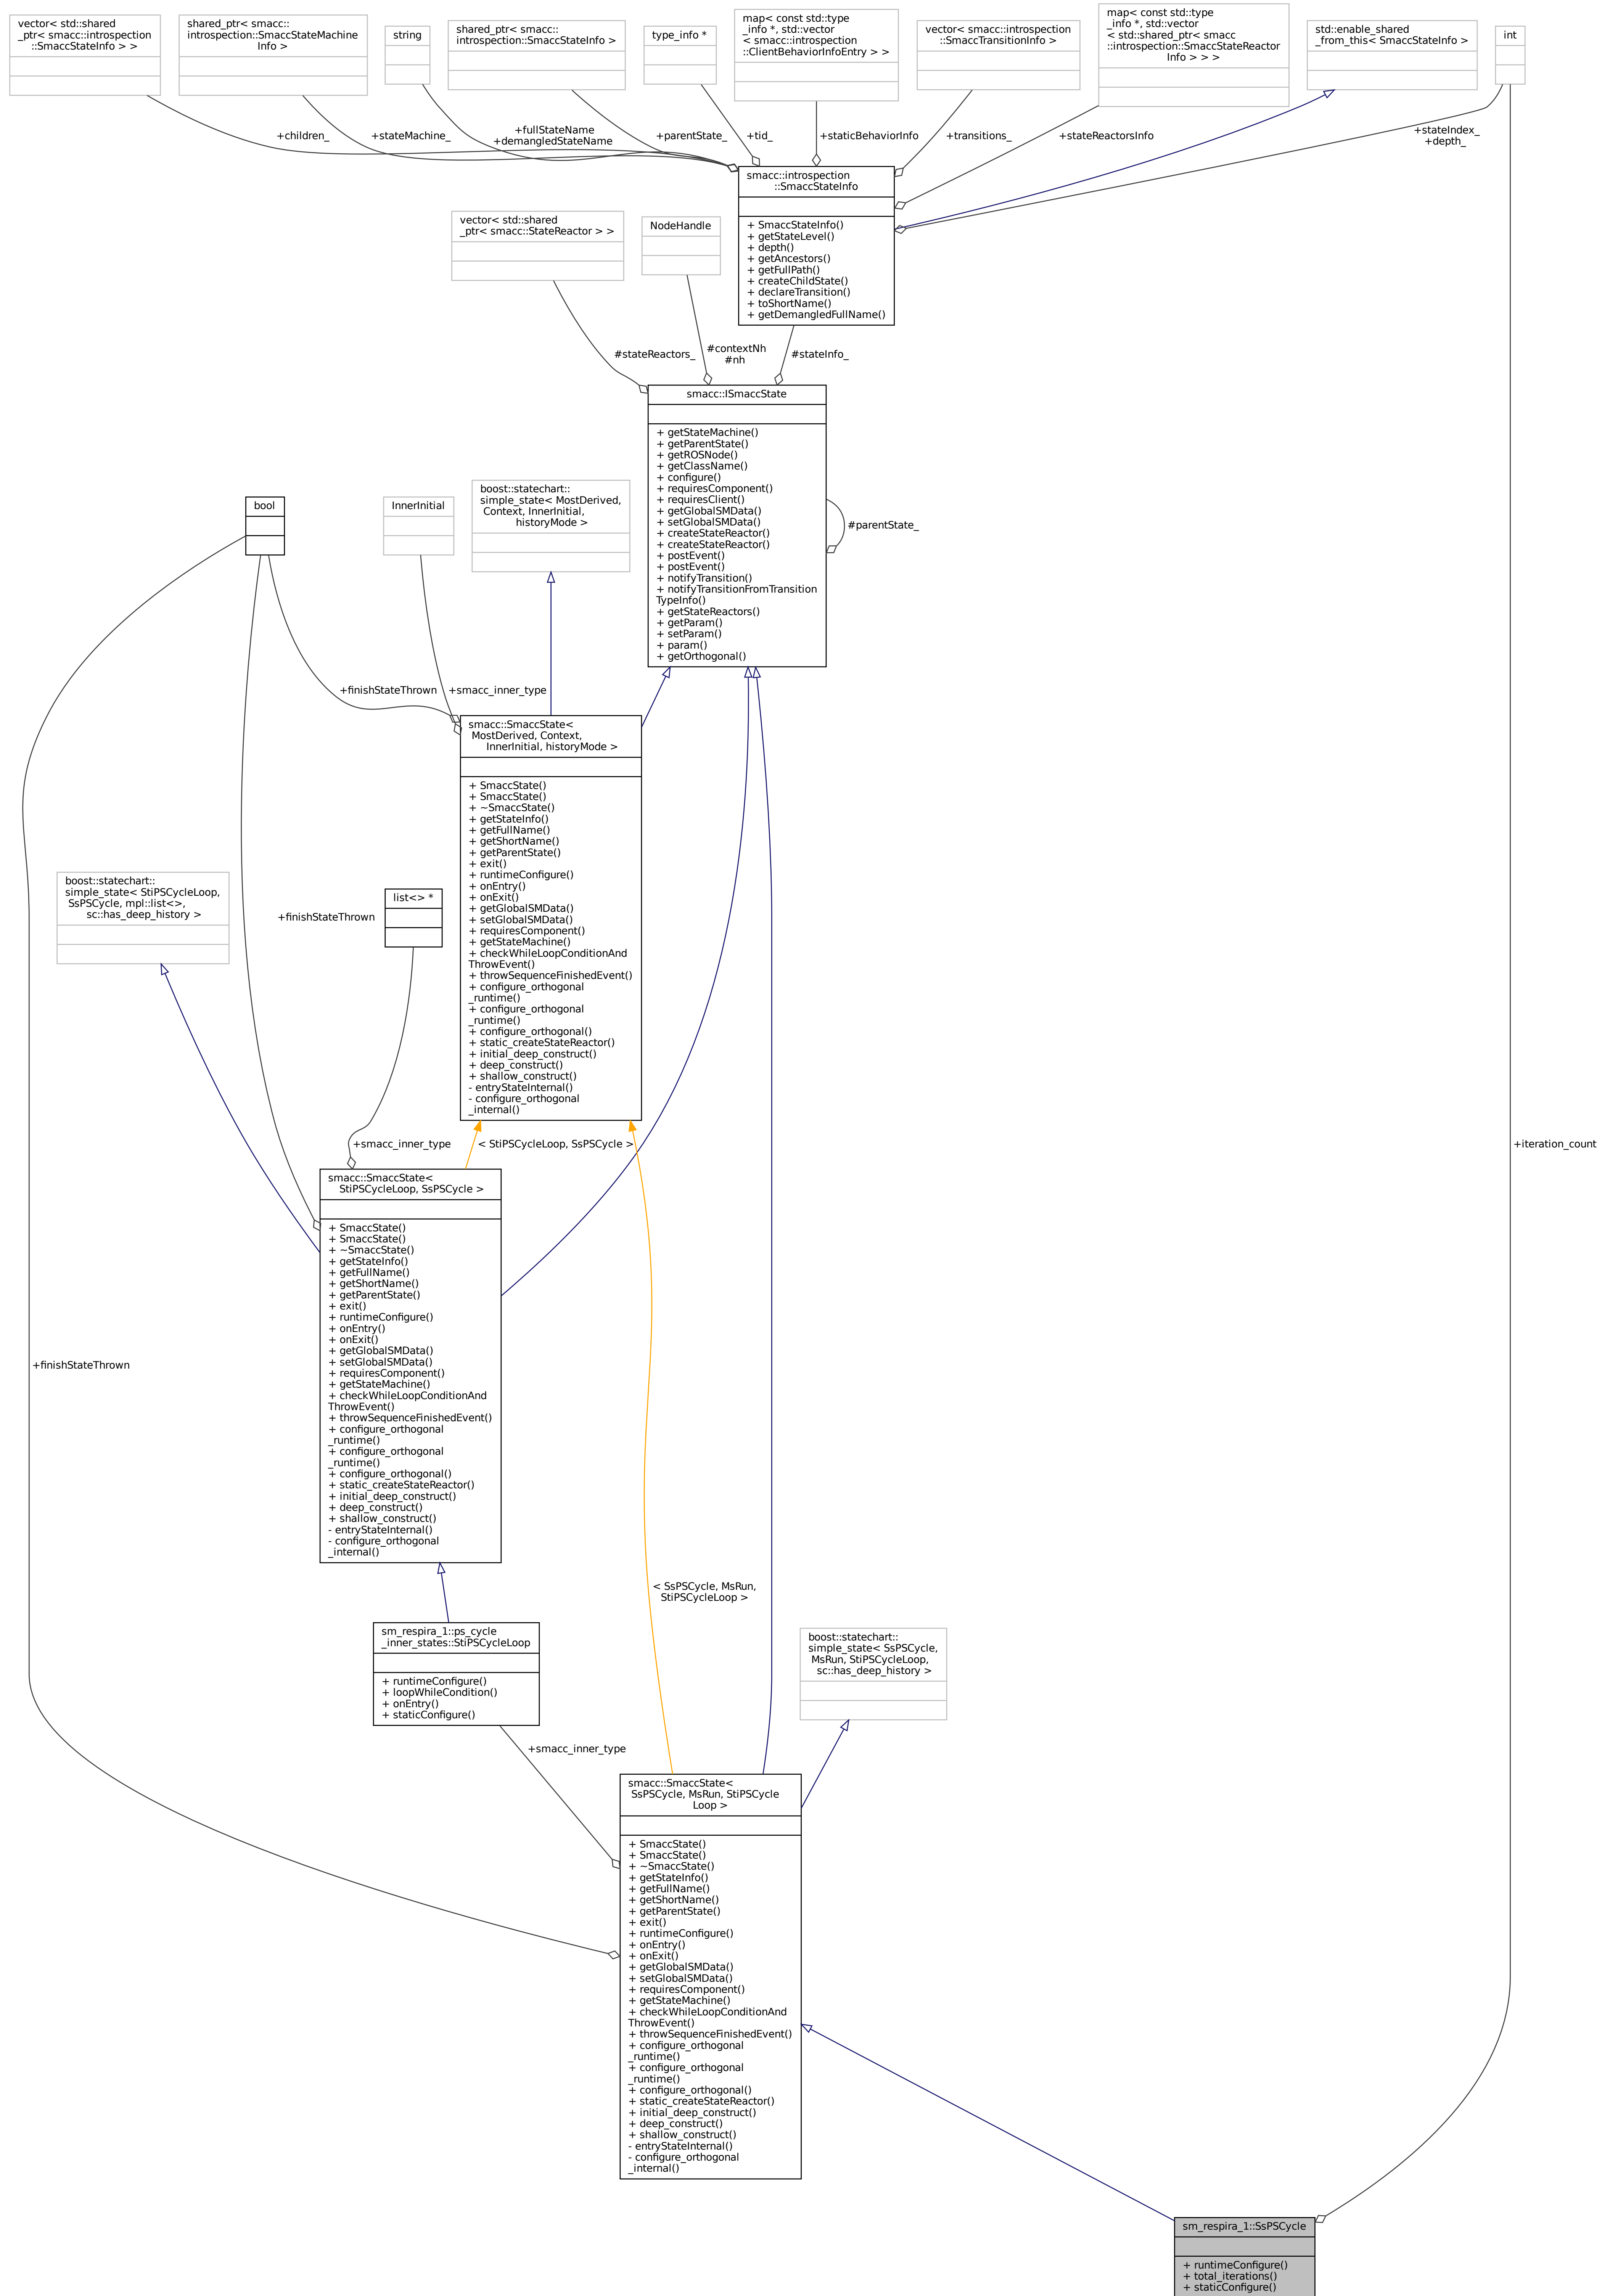 vector< std::shared
_ptr< smacc::introspection
::SmaccStateInfo > >
shared_ptr< smacc::
introspection::SmaccStateMachine
Info >
string
shared_ptr< smacc::
introspection::SmaccStateInfo >
type_info *
map< const std::type
_info *, std::vector
< smacc::introspection
::ClientBehaviorInfoEntry > >
vector< smacc::introspection
::SmaccTransitionInfo >
map< const std::type
_info *, std::vector
< std::shared_ptr< smacc
::introspection::SmaccStateReactor
Info > > >
std::enable_shared
_from_this< SmaccStateInfo >
int
+children_
+stateMachine_
+fullStateName
+demangledStateName
+parentState_
+tid_
+staticBehaviorInfo
+transitions_
+stateReactorsInfo
+stateIndex_
+depth_
smacc::introspection
::SmaccStateInfo
+ SmaccStateInfo()
+ getStateLevel()
+ depth()
+ getAncestors()
+ getFullPath()
+ createChildState()
+ declareTransition()
+ toShortName()
+ getDemangledFullName()
vector< std::shared
_ptr< smacc::StateReactor > >
NodeHandle
#stateReactors_
#contextNh
#nh
#stateInfo_
smacc::ISmaccState
+ getStateMachine()
+ getParentState()
+ getROSNode()
+ getClassName()
+ configure()
+ requiresComponent()
+ requiresClient()
+ getGlobalSMData()
+ setGlobalSMData()
+ createStateReactor()
+ createStateReactor()
+ postEvent()
+ postEvent()
+ notifyTransition()
+ notifyTransitionFromTransition
TypeInfo()
+ getStateReactors()
+ getParam()
+ setParam()
+ param()
+ getOrthogonal()
#parentState_
bool
InnerInitial
boost::statechart::
simple_state< MostDerived,
Context, InnerInitial,
historyMode >
+finishStateThrown
+smacc_inner_type
smacc::SmaccState<
MostDerived, Context,
InnerInitial, historyMode >
+ SmaccState()
+ SmaccState()
+ ~SmaccState()
+ getStateInfo()
+ getFullName()
+ getShortName()
+ getParentState()
+ exit()
+ runtimeConfigure()
+ onEntry()
+ onExit()
+ getGlobalSMData()
+ setGlobalSMData()
+ requiresComponent()
+ getStateMachine()
+ checkWhileLoopConditionAnd
ThrowEvent()
+ throwSequenceFinishedEvent()
+ configure_orthogonal
_runtime()
+ configure_orthogonal
_runtime()
+ configure_orthogonal()
+ static_createStateReactor()
+ initial_deep_construct()
+ deep_construct()
+ shallow_construct()
- entryStateInternal()
- configure_orthogonal
_internal()
boost::statechart::
simple_state< StiPSCycleLoop,
SsPSCycle, mpl::list<>,
sc::has_deep_history >
list<> *
+finishStateThrown
+smacc_inner_type
< StiPSCycleLoop, SsPSCycle >
+iteration_count
smacc::SmaccState<
StiPSCycleLoop, SsPSCycle >
+ SmaccState()
+ SmaccState()
+ ~SmaccState()
+ getStateInfo()
+ getFullName()
+ getShortName()
+ getParentState()
+ exit()
+ runtimeConfigure()
+ onEntry()
+ onExit()
+ getGlobalSMData()
+ setGlobalSMData()
+ requiresComponent()
+ getStateMachine()
+ checkWhileLoopConditionAnd
ThrowEvent()
+ throwSequenceFinishedEvent()
+ configure_orthogonal
_runtime()
+ configure_orthogonal
_runtime()
+ configure_orthogonal()
+ static_createStateReactor()
+ initial_deep_construct()
+ deep_construct()
+ shallow_construct()
- entryStateInternal()
- configure_orthogonal
_internal()
+finishStateThrown
< SsPSCycle, MsRun,
StiPSCycleLoop >
sm_respira_1::ps_cycle
_inner_states::StiPSCycleLoop
+ runtimeConfigure()
+ loopWhileCondition()
+ onEntry()
+ staticConfigure()
boost::statechart::
simple_state< SsPSCycle,
MsRun, StiPSCycleLoop,
sc::has_deep_history >
+smacc_inner_type
smacc::SmaccState<
SsPSCycle, MsRun, StiPSCycle
Loop >
+ SmaccState()
+ SmaccState()
+ ~SmaccState()
+ getStateInfo()
+ getFullName()
+ getShortName()
+ getParentState()
+ exit()
+ runtimeConfigure()
+ onEntry()
+ onExit()
+ getGlobalSMData()
+ setGlobalSMData()
+ requiresComponent()
+ getStateMachine()
+ checkWhileLoopConditionAnd
ThrowEvent()
+ throwSequenceFinishedEvent()
+ configure_orthogonal
_runtime()
+ configure_orthogonal
_runtime()
+ configure_orthogonal()
+ static_createStateReactor()
+ initial_deep_construct()
+ deep_construct()
+ shallow_construct()
- entryStateInternal()
- configure_orthogonal
_internal()
sm_respira_1::SsPSCycle
+ runtimeConfigure()
+ total_iterations()
+ staticConfigure()